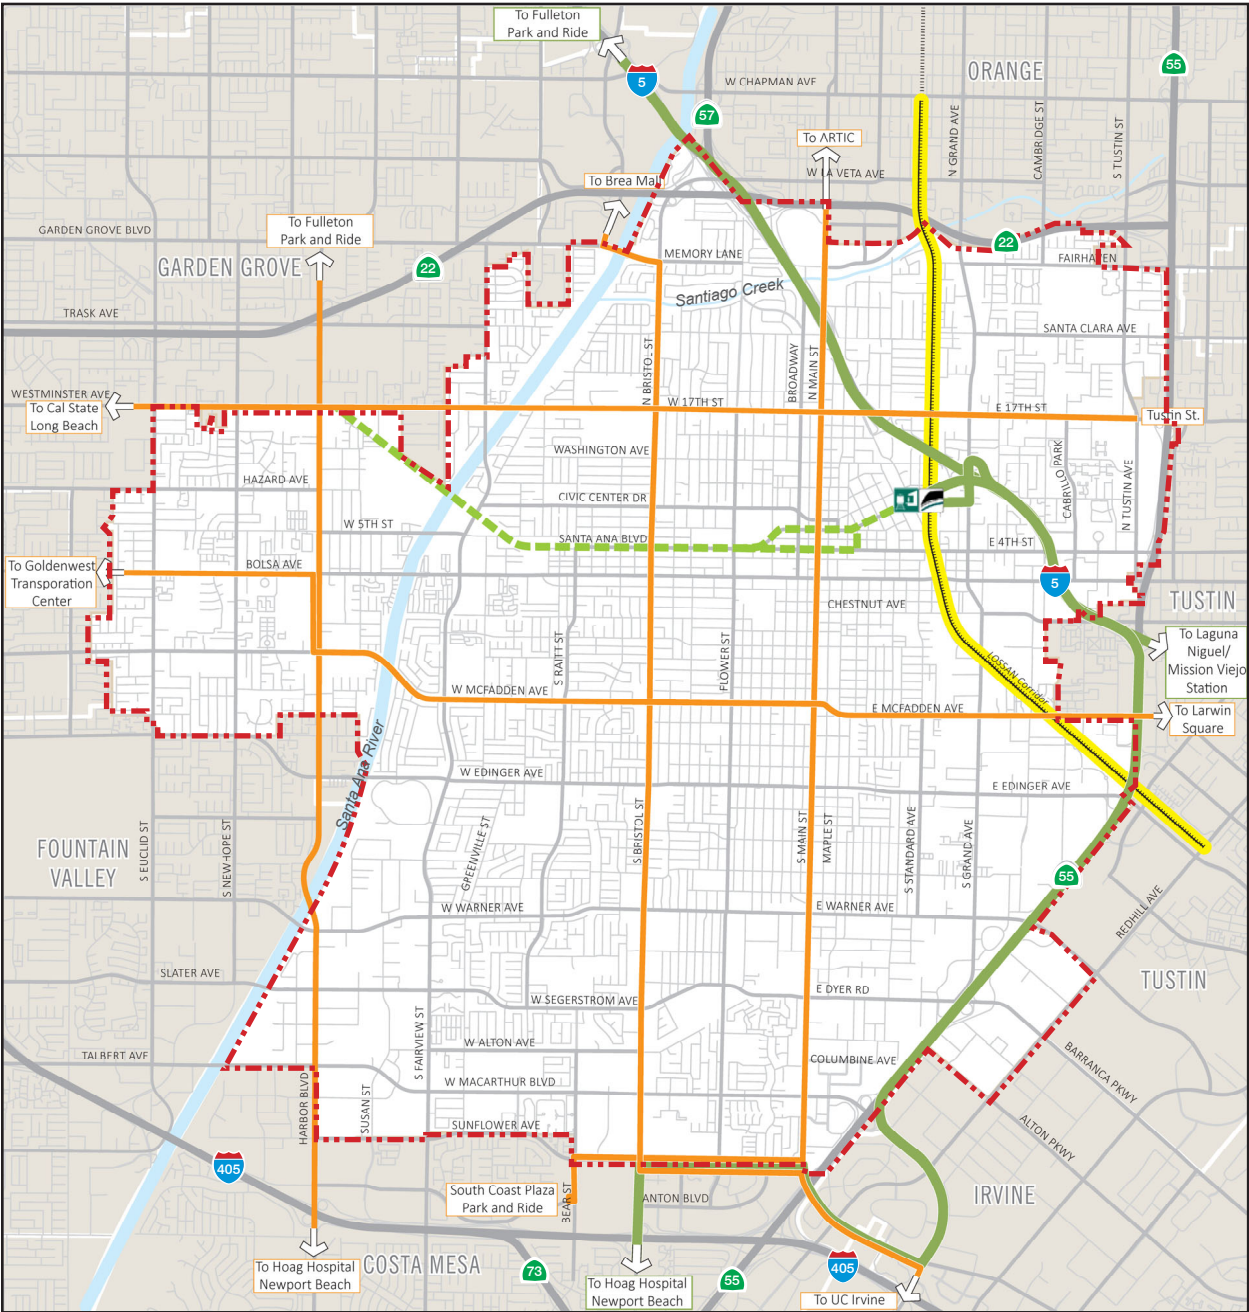 To Fulleton
Park and Ride
5
57
55
W CHAPMAN AVE
ORANGE
N GRAND AVE
CAMBRIDGE ST
S TUSTIN ST
To ARTIC
W LA VETA AVE
To Brea Mall
To Fulleton
Park and Ride
GARDEN GROVE BLVD
GARDEN GROVE
22
MEMORY LANE
22
FAIRHAVEN
Santiago Creek
TRASK AVE
SANTA CLARA AVE
N BRISTOL ST
BROADWAY
N MAIN ST
WESTMINSTER AVE
To Cal State
Long Beach
W 17TH ST
E 17TH ST
Tustin St.
WASHINGTON AVE
CABRILLO PARK
N TUSTIN AVE
HAZARD AVE
CIVIC CENTER DR
W 5TH ST
SANTA ANA BLVD
E 4TH ST
To Goldenwest
Transporation
Center
BOLSA AVE
5
CHESTNUT AVE
TUSTIN
S RAITT ST
FLOWER ST
To Laguna
Niguel/
Mission Viejo
Station
LOSSAN Corridor
W MCFADDEN AVE
E MCFADDEN AVE
To Larwin
Square
Santa Ana River
W EDINGER AVE
E EDINGER AVE
FOUNTAIN
VALLEY
S EUCLID ST
S NEWHOPE ST
GREENVILLE ST
S BRISTOL ST
S MAIN ST
MAPLE ST
S STANDARD AVE
S GRAND AVE
55
W WARNER AVE
E WARNER AVE
REDHILL AVE
SLATER AVE
W SEGERSTROM AVE
E DYER RD
TUSTIN
S FAIRVIEW ST
W ALTON AVE
TALBERT AVE
COLUMBINE AVE
BARRANCA PKWY
W MACARTHUR BLVD
HARBOR BLVD
SUSAN ST
SUNFLOWER AVE
ALTON PKWY
405
South Coast Plaza
Park and Ride
BEAR ST
ANTON BLVD
IRVINE
To Hoag Hospital
Newport Beach
COSTA MESA
73
To Hoag Hospital
Newport Beach
55
405
To UC Irvine